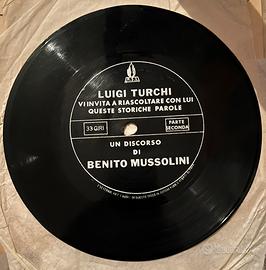 LUIGI TURCHI
VI INVITA A RIASCOLTARE CON LUI
QUESTE STORICHE PAROLE
33 GIRI
PARTE
SECONDA
UN DISCORSO
DI
BENITO MUSSOLINI